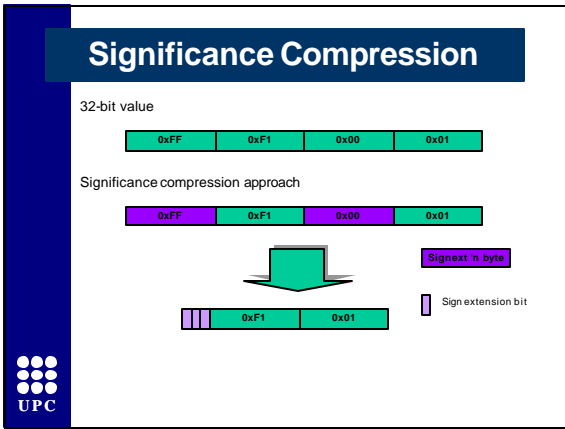 Significance Compression
32-bit value
0xFF 0xF1 0x00 0x01
Significance compression approach
0xFF 0xF1 0x00 0x01
Signext 'n byte
Sign extension bit
0xF1 0x01
UPC